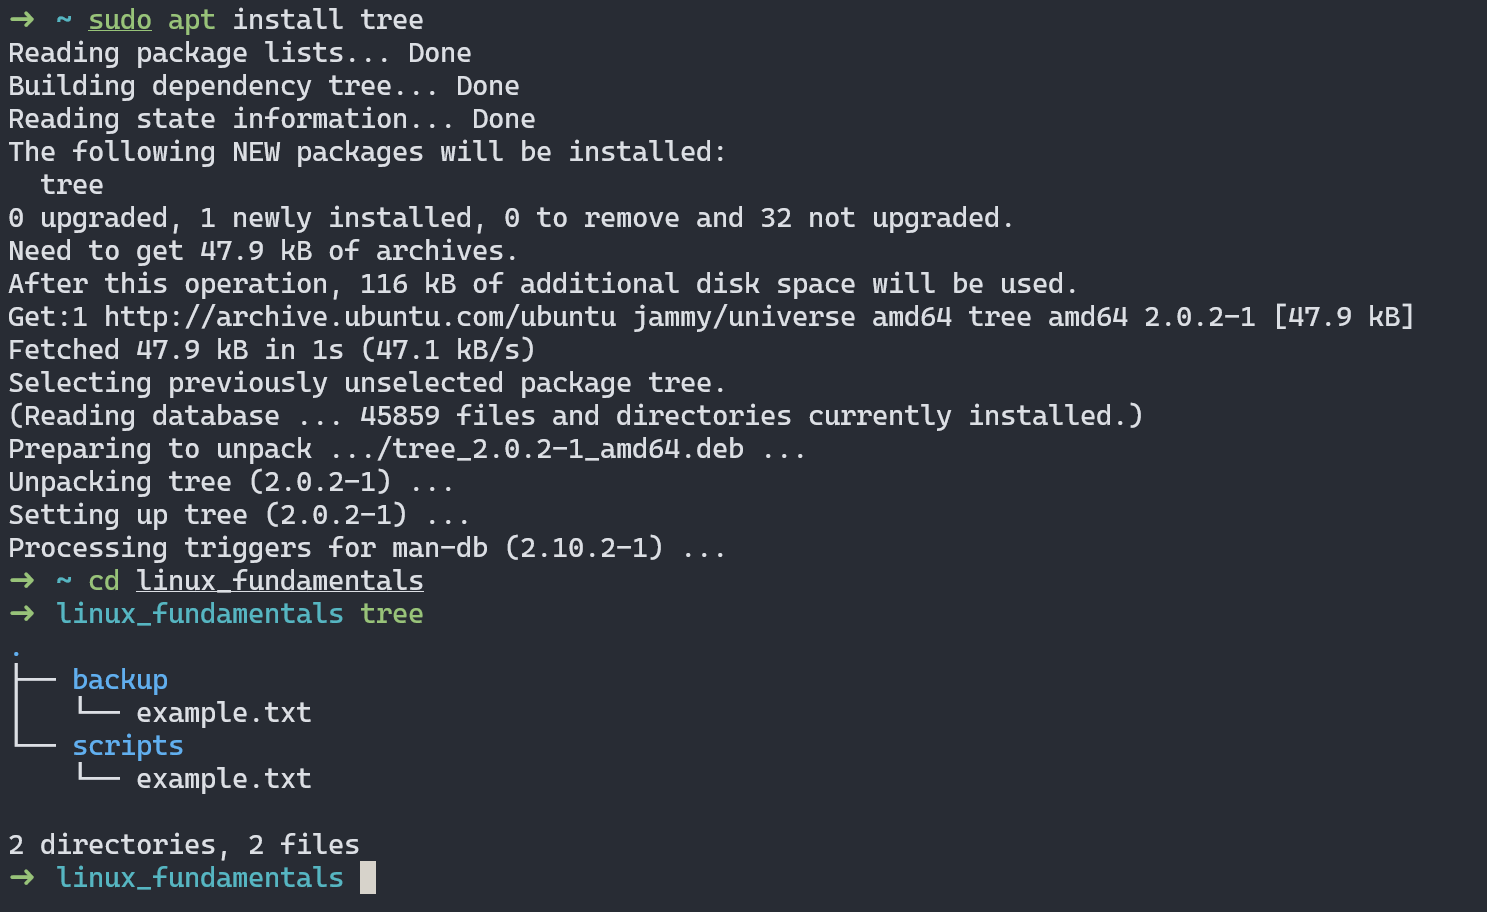 ➜ ~ sudo apt install tree
Reading package lists... Done
Building dependency tree... Done
Reading state information... Done
The following NEW packages will be installed:
  tree
0 upgraded, 1 newly installed, 0 to remove and 32 not upgraded.
Need to get 47.9 kB of archives.
After this operation, 116 kB of additional disk space will be used.
Get:1 http://archive.ubuntu.com/ubuntu jammy/universe amd64 tree amd64 2.0.2-1 [47.9 kB]
Fetched 47.9 kB in 1s (47.1 kB/s)
Selecting previously unselected package tree.
(Reading database ... 45859 files and directories currently installed.)
Preparing to unpack .../tree_2.0.2-1_amd64.deb ...
Unpacking tree (2.0.2-1) ...
Setting up tree (2.0.2-1) ...
Processing triggers for man-db (2.10.2-1) ...
➜ ~ cd linux_fundamentals
➜ linux_fundamentals tree
.
├── backup
│   └── example.txt
└── scripts
    └── example.txt

2 directories, 2 files
➜ linux_fundamentals